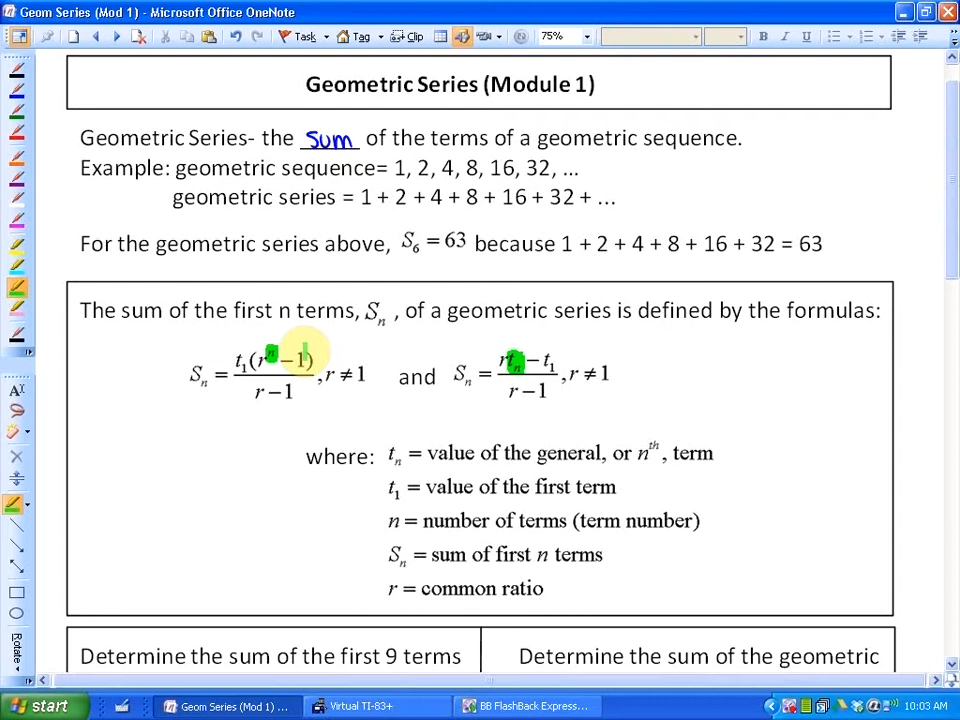 Geom Series (Mod 1) - Microsoft Office OneNote
Task Tag Clip 75% B I U
Geometric Series (Module 1)
Geometric Series- the sum of the terms of a geometric sequence.
Example: geometric sequence= 1, 2, 4, 8, 16, 32, ...
geometric series = 1 + 2 + 4 + 8 + 16 + 32 + ...
For the geometric series above, S₆ = 63 because 1 + 2 + 4 + 8 + 16 + 32 = 63
The sum of the first n terms, Sₙ , of a geometric series is defined by the formulas:
Sₙ = t₁(rⁿ − 1) / r − 1 , r ≠ 1 and Sₙ = rtₙ − t₁ / r − 1 , r ≠ 1
where: tₙ = value of the general, or nᵗʰ, term
t₁ = value of the first term
n = number of terms (term number)
Sₙ = sum of first n terms
r = common ratio
Determine the sum of the first 9 terms
Determine the sum of the geometric
Rotate
start Geom Series (Mod 1) ... Virtual TI-83+ BB FlashBack Express... 10:03 AM